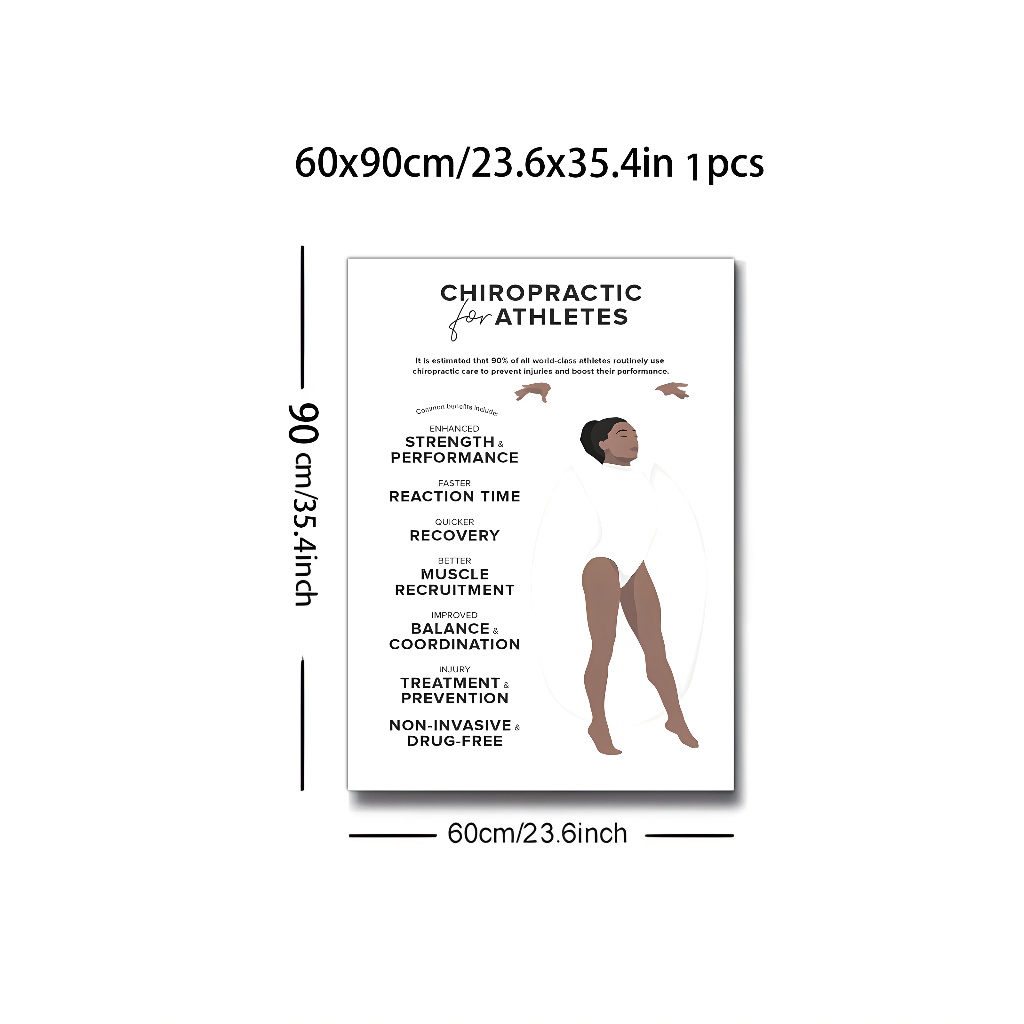 60x90cm/23.6x35.4in 1pcs
90 cm/35.4inch
CHIROPRACTIC
for ATHLETES
It is estimated that 90% of all world-class athletes routinely use
chiropractic care to prevent injuries and boost their performance.
Common benefits include:
ENHANCED
STRENGTH &
PERFORMANCE
FASTER
REACTION TIME
QUICKER
RECOVERY
BETTER
MUSCLE
RECRUITMENT
IMPROVED
BALANCE &
COORDINATION
INJURY
TREATMENT &
PREVENTION
NON-INVASIVE &
DRUG-FREE
60cm/23.6inch